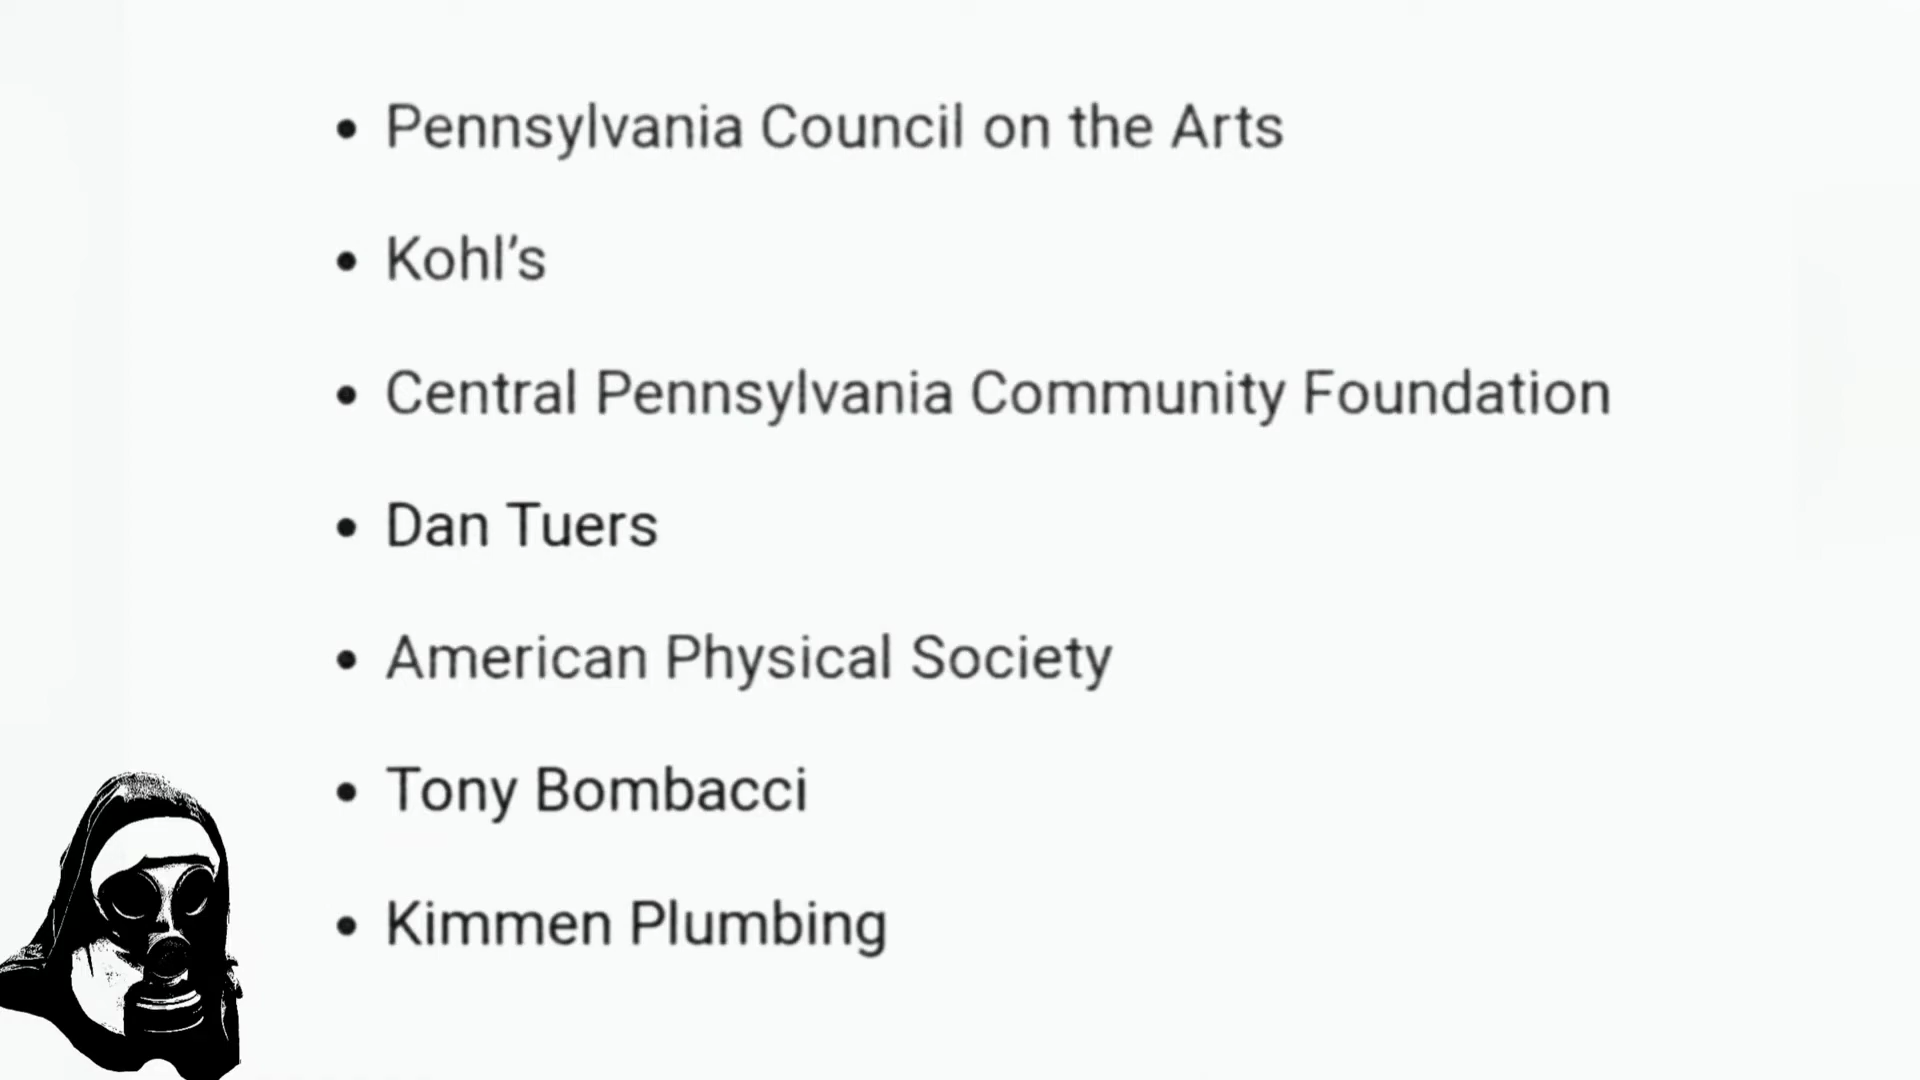 • Pennsylvania Council on the Arts
• Kohl’s
• Central Pennsylvania Community Foundation
• Dan Tuers
• American Physical Society
• Tony Bombacci
• Kimmen Plumbing